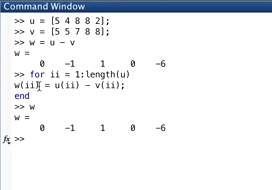 Command Window
>> u = [5 4 8 8 2];
>> v = [5 5 7 8 8];
>> w = u - v
w =
0 -1 1 0 -6
>> for ii = 1:length(u)
w(ii) = u(ii) - v(ii);
end
>> w
w =
0 -1 1 0 -6
fx >>